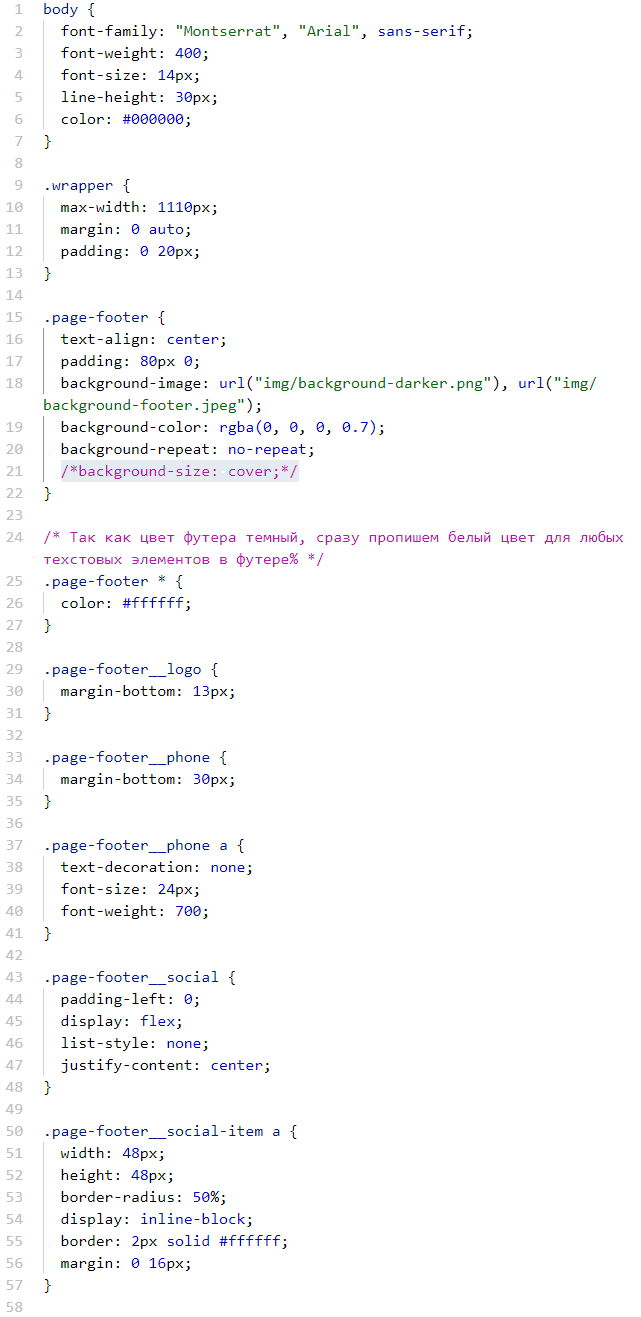 1 body {
2 font-family: "Montserrat", "Arial", sans-serif;
3 font-weight: 400;
4 font-size: 14px;
5 line-height: 30px;
6 color: #000000;
7 }
8
9 .wrapper {
10 max-width: 1110px;
11 margin: 0 auto;
12 padding: 0 20px;
13 }
14
15 .page-footer {
16 text-align: center;
17 padding: 80px 0;
18 background-image: url("img/background-darker.png"), url("img/
background-footer.jpeg");
19 background-color: rgba(0, 0, 0, 0.7);
20 background-repeat: no-repeat;
21 /*background-size: cover;*/
22 }
23
24 /* Так как цвет футера темный, сразу пропишем белый цвет для любых
техстовых элементов в футере% */
25 .page-footer * {
26 color: #ffffff;
27 }
28
29 .page-footer__logo {
30 margin-bottom: 13px;
31 }
32
33 .page-footer__phone {
34 margin-bottom: 30px;
35 }
36
37 .page-footer__phone a {
38 text-decoration: none;
39 font-size: 24px;
40 font-weight: 700;
41 }
42
43 .page-footer__social {
44 padding-left: 0;
45 display: flex;
46 list-style: none;
47 justify-content: center;
48 }
49
50 .page-footer__social-item a {
51 width: 48px;
52 height: 48px;
53 border-radius: 50%;
54 display: inline-block;
55 border: 2px solid #ffffff;
56 margin: 0 16px;
57 }
58